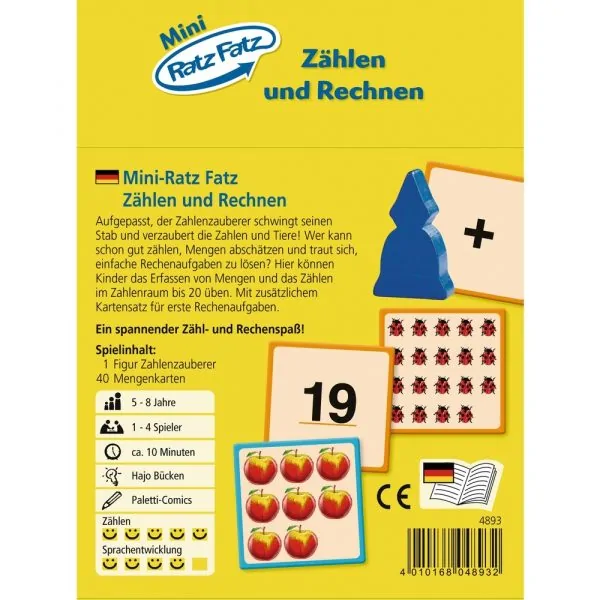 Mini
Ratz Fatz
Zählen
und Rechnen
Mini-Ratz Fatz
Zählen und Rechnen
Aufgepasst, der Zahlenzauberer schwingt seinen
Stab und verzaubert die Zahlen und Tiere! Wer kann
schon gut zählen, Mengen abschätzen und traut sich,
einfache Rechenaufgaben zu lösen? Hier können
Kinder das Erfassen von Mengen und das Zählen
im Zahlenraum bis 20 üben. Mit zusätzlichem
Kartensatz für erste Rechenaufgaben.
Ein spannender Zähl- und Rechenspaß!
Spielinhalt:
1 Figur Zahlenzauberer
40 Mengenkarten
5 - 8 Jahre
1 - 4 Spieler
ca. 10 Minuten
Hajo Bücken
Paletti-Comics
Zählen
Sprachentwicklung
+
19
CE
4893
4 010168 048932